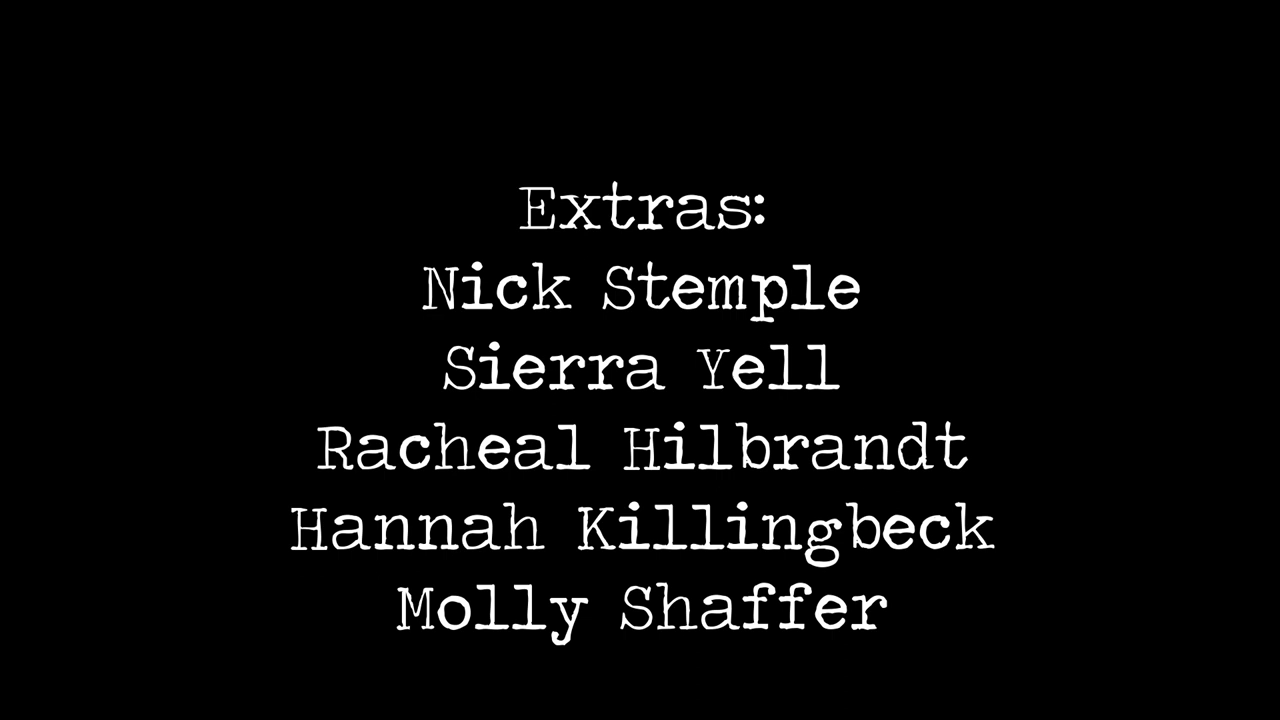 Extras:
Nick Stemple
Sierra Yell
Racheal Hilbrandt
Hannah Killingbeck
Molly Shaffer